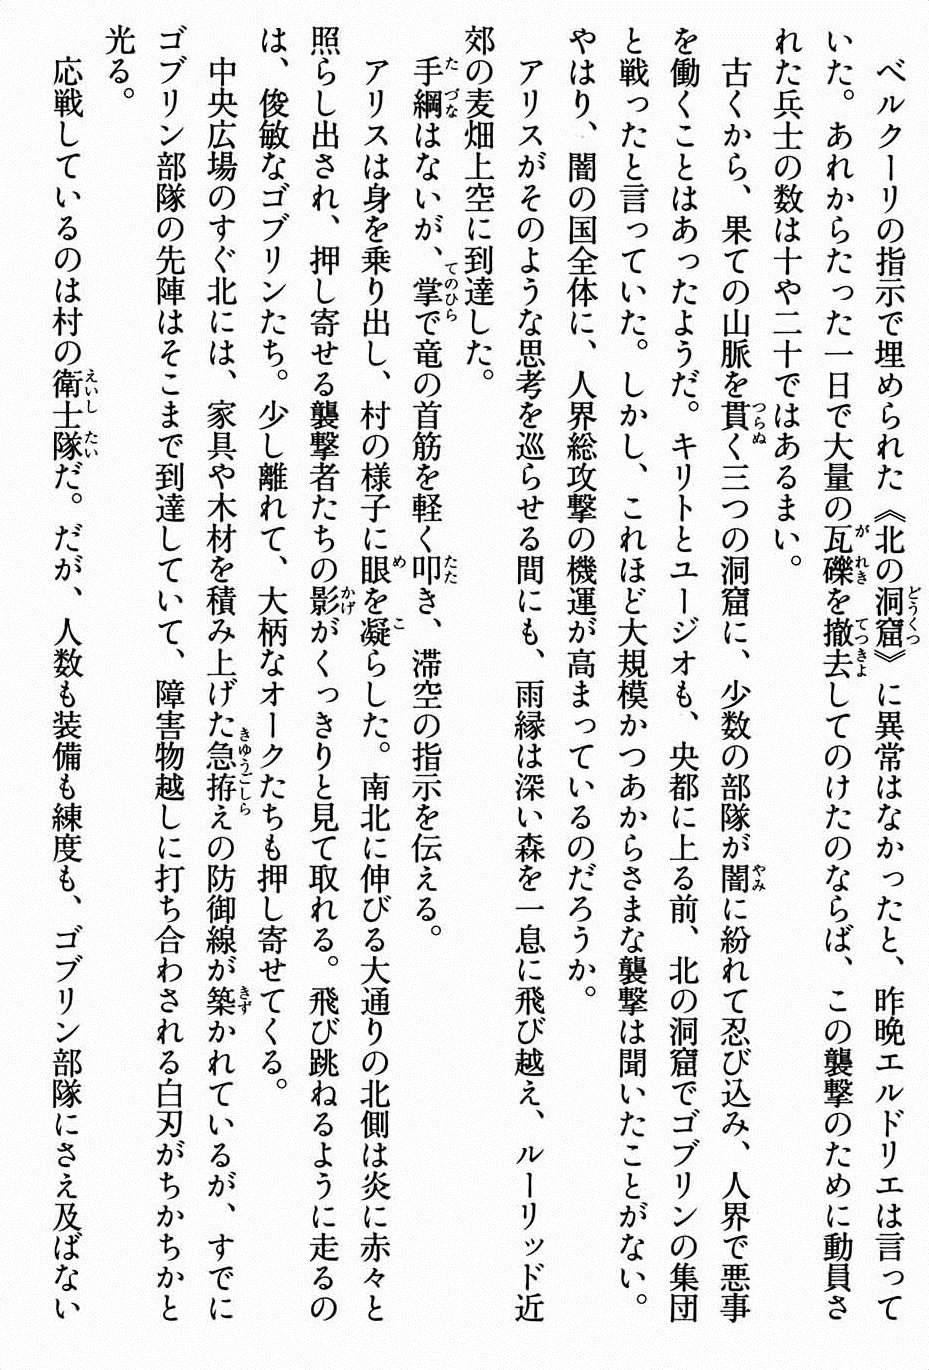 ベルクーリの指示で埋められた《北の洞窟》に異常はなかったと、昨晩エルドリエは言って
いた。あれからたった一日で大量の瓦礫を撤去してのけたのならば、この襲撃のために動員さ
れた兵士の数は十や二十ではあるまい。
古くから、果ての山脈を貫く三つの洞窟に、少数の部隊が闇に紛れて忍び込み、人界で悪事
を働くことはあったようだ。キリトとユージオも、央都に上る前、北の洞窟でゴブリンの集団
と戦ったと言っていた。しかし、これほど大規模かつあからさまな襲撃は聞いたことがない。
やはり、闇の国全体に、人界総攻撃の機運が高まっているのだろうか。
アリスがそのような思考を巡らせる間にも、雨縁は深い森を一息に飛び越え、ルーリッド近
郊の麦畑上空に到達した。
手綱はないが、掌で竜の首筋を軽く叩き、滞空の指示を伝える。
アリスは身を乗り出し、村の様子に眼を凝らした。南北に伸びる大通りの北側は炎に赤々と
照らし出され、押し寄せる襲撃者たちの影がくっきりと見て取れる。飛び跳ねるように走るの
は、俊敏なゴブリンたち。少し離れて、大柄なオークたちも押し寄せてくる。
中央広場のすぐ北には、家具や木材を積み上げた急拵えの防御線が築かれているが、すでに
ゴブリン部隊の先陣はそこまで到達していて、障害物越しに打ち合わされる白刃がちかちかと
光る。
応戦しているのは村の衛士隊だ。だが、人数も装備も練度も、ゴブリン部隊にさえ及ばない